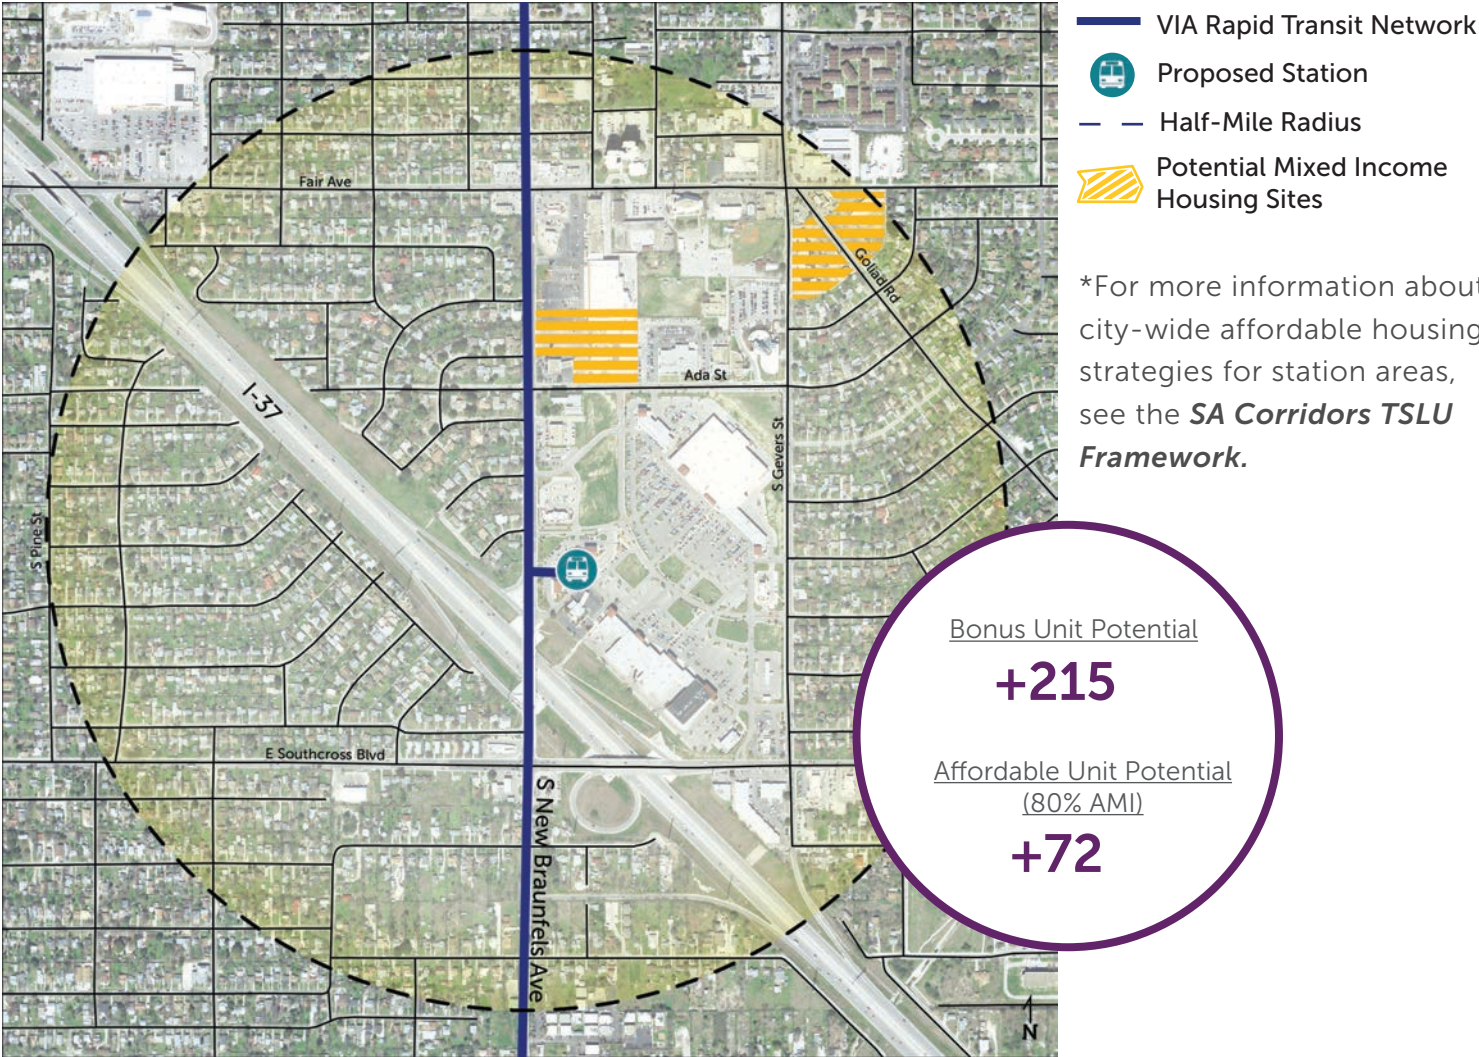 VIA Rapid Transit Network
Proposed Station
Half-Mile Radius
Potential Mixed Income
Housing Sites
*For more information about
city-wide affordable housing
strategies for station areas,
see the SA Corridors TSLU
Framework.
Fair Ave
Goliad Rd
Ada St
I-37
S Gevers St
S Pine St
E Southcross Blvd
S New Braunfels Ave
N
Bonus Unit Potential
+215
Affordable Unit Potential
(80% AMI)
+72